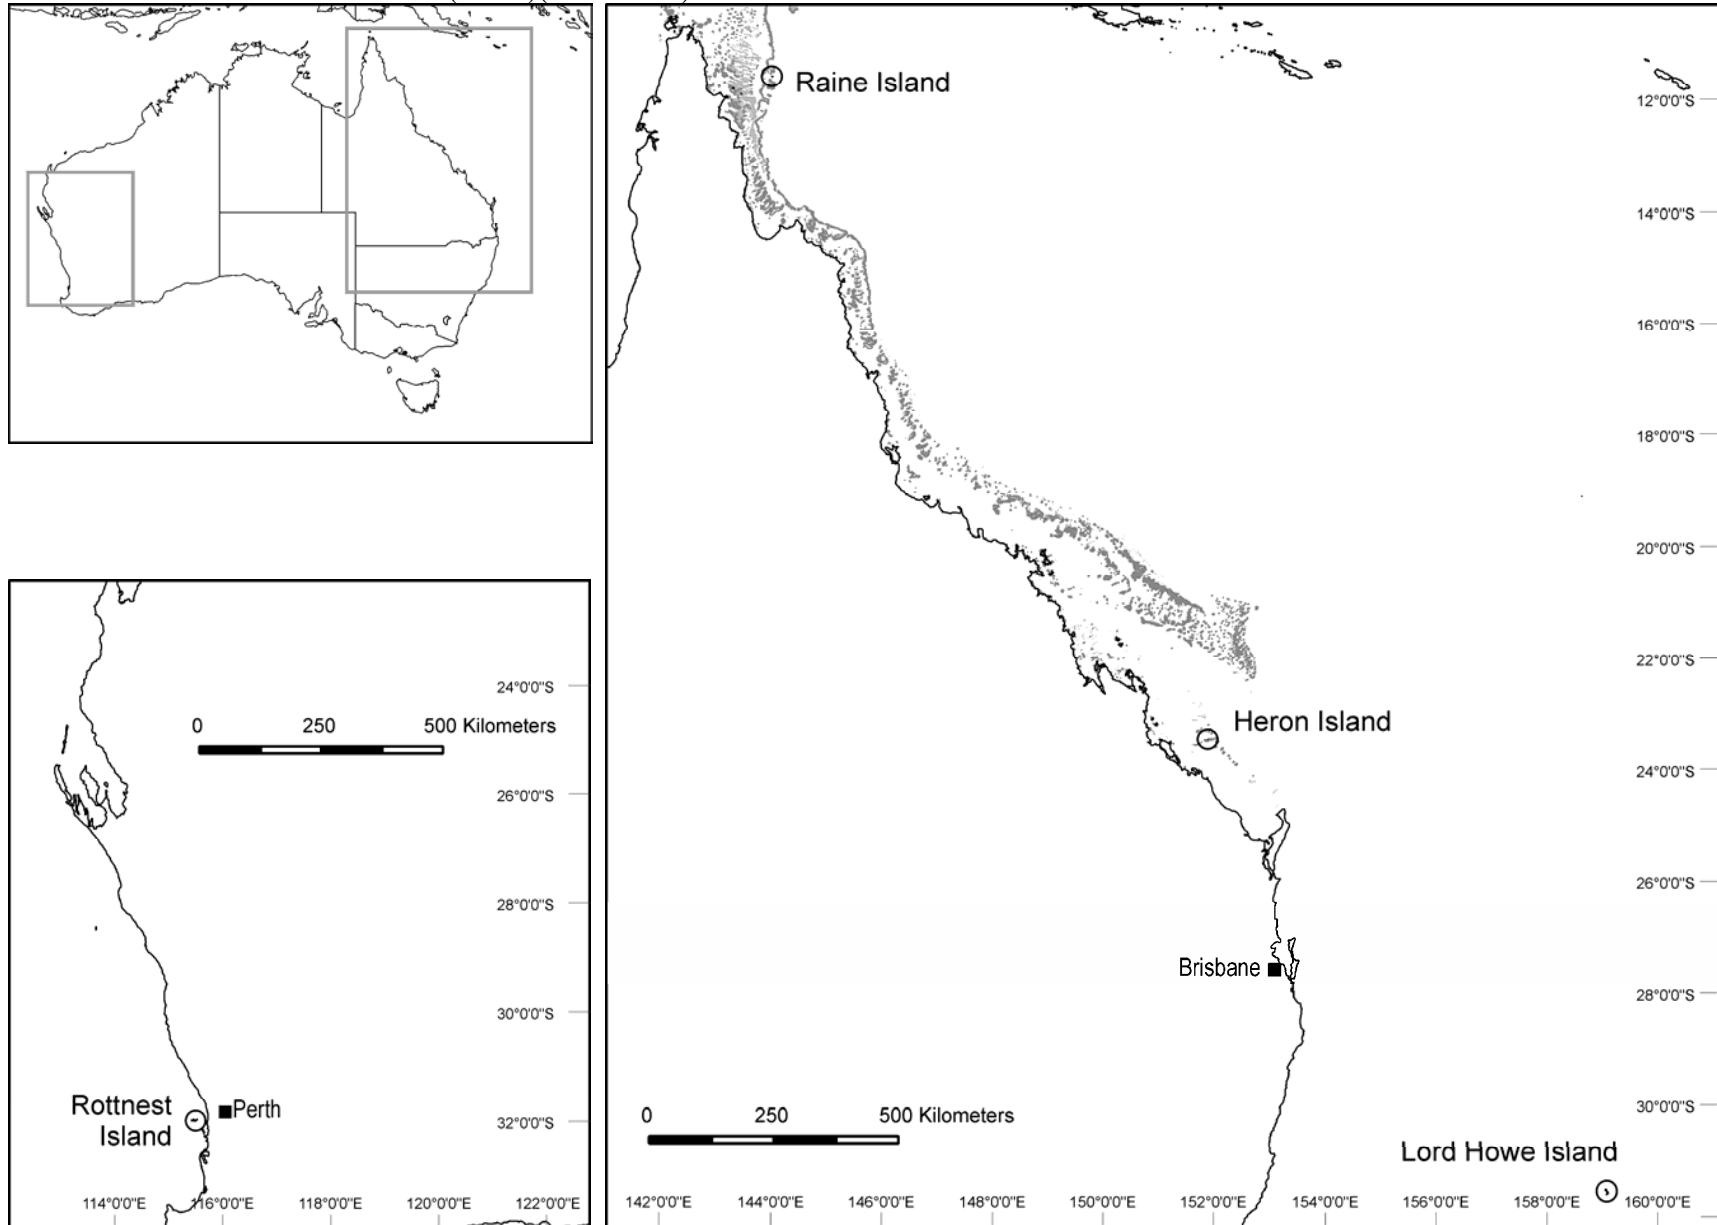 Raine Island
12°0'0"S
14°0'0"S
16°0'0"S
18°0'0"S
20°0'0"S
22°0'0"S
Heron Island
24°0'0"S
26°0'0"S
Brisbane
28°0'0"S
30°0'0"S
0 250 500 Kilometers
Lord Howe Island
142°0'0"E 144°0'0"E 146°0'0"E 148°0'0"E 150°0'0"E 152°0'0"E 154°0'0"E 156°0'0"E 158°0'0"E 160°0'0"E
24°0'0"S
0 250 500 Kilometers
26°0'0"S
28°0'0"S
30°0'0"S
Rottnest
Island
Perth
32°0'0"S
114°0'0"E 116°0'0"E 118°0'0"E 120°0'0"E 122°0'0"E